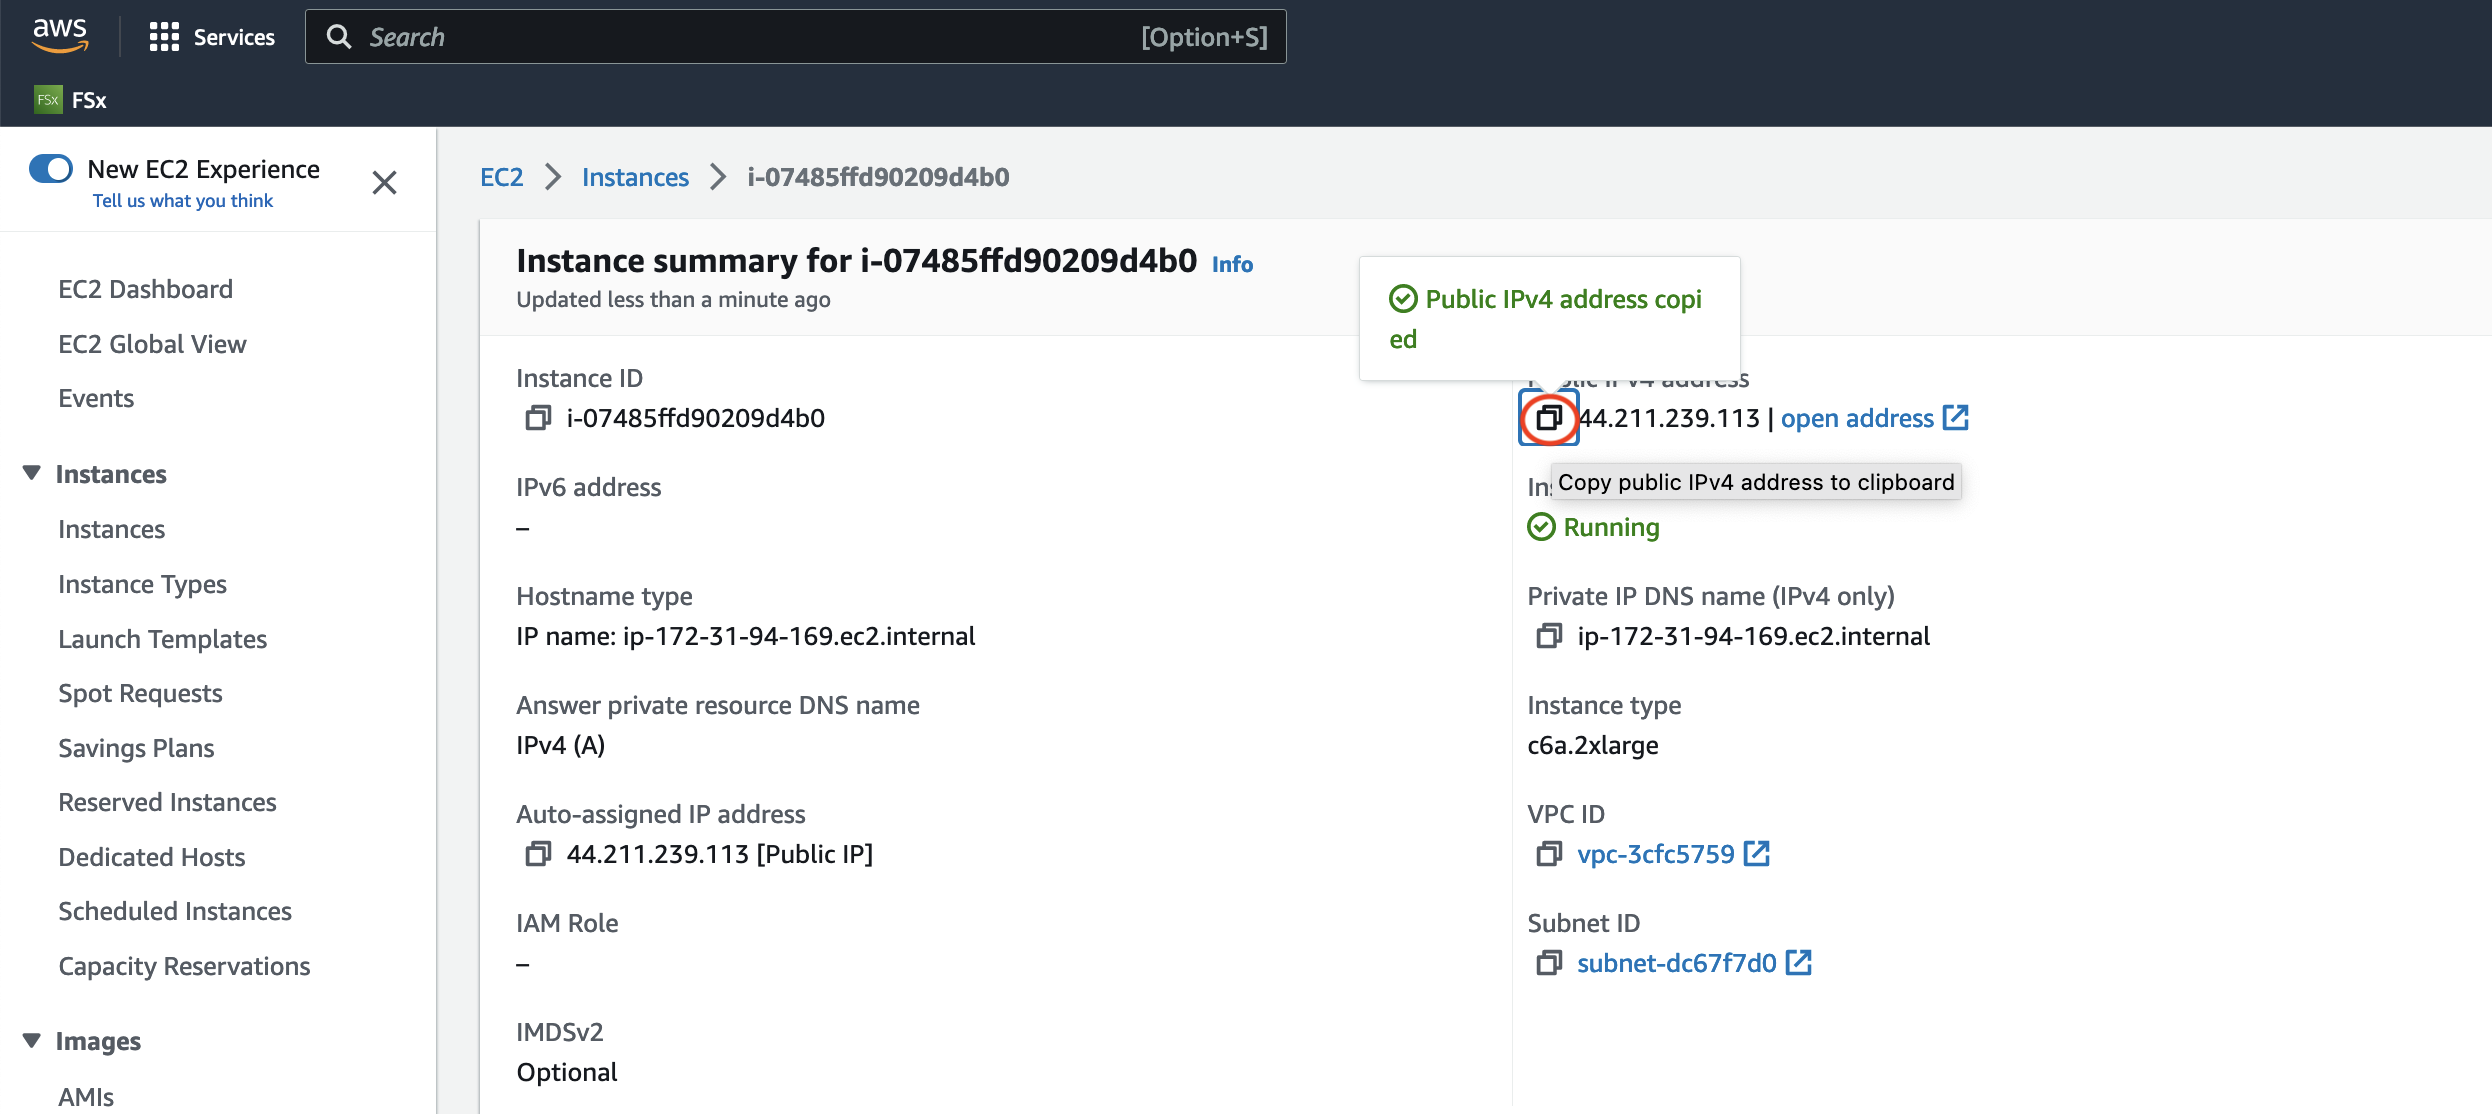 aws
Services
Search
[Option+S]
FSx FSx
New EC2 Experience
Tell us what you think
EC2 Dashboard
EC2 Global View
Events
Instances
Instances
Instance Types
Launch Templates
Spot Requests
Savings Plans
Reserved Instances
Dedicated Hosts
Scheduled Instances
Capacity Reservations
Images
AMIs
EC2 > Instances > i-07485ffd90209d4b0
Instance summary for i-07485ffd90209d4b0 Info
Updated less than a minute ago
Public IPv4 address copi
ed
Instance ID
i-07485ffd90209d4b0
IPv6 address
–
Hostname type
IP name: ip-172-31-94-169.ec2.internal
Answer private resource DNS name
IPv4 (A)
Auto-assigned IP address
44.211.239.113 [Public IP]
IAM Role
–
IMDSv2
Optional
Public IPv4 address
44.211.239.113 | open address
Copy public IPv4 address to clipboard
Running
Private IP DNS name (IPv4 only)
ip-172-31-94-169.ec2.internal
Instance type
c6a.2xlarge
VPC ID
vpc-3cfc5759
Subnet ID
subnet-dc67f7d0